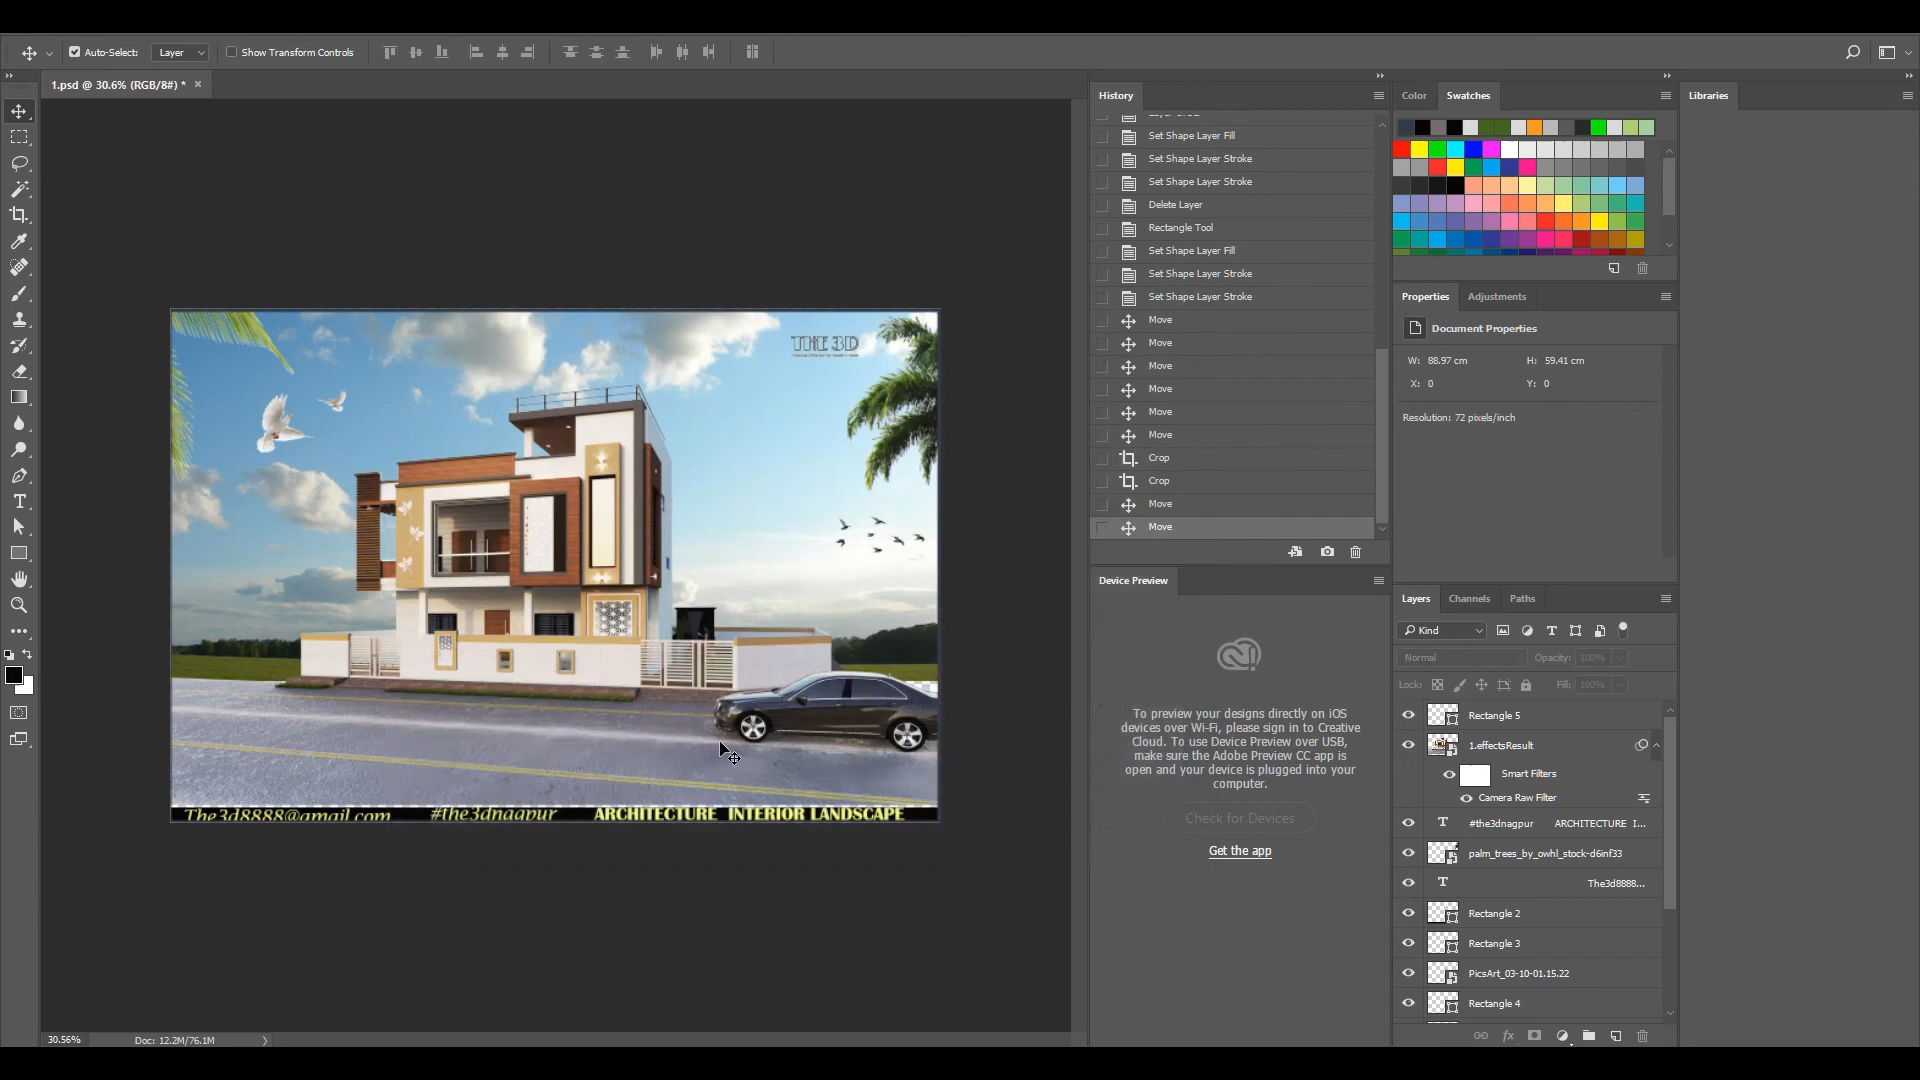 Auto-Select: Layer Show Transform Controls
1.psd @ 30.6% (RGB/8#) * ×
History
Set Shape Layer Fill
Set Shape Layer Stroke
Set Shape Layer Stroke
Delete Layer
Rectangle Tool
Set Shape Layer Fill
Set Shape Layer Stroke
Set Shape Layer Stroke
Move
Move
Move
Move
Move
Move
Crop
Crop
Move
Move
Color Swatches
Libraries
Properties Adjustments
Document Properties
W: 88.97 cm H: 59.41 cm
X: 0 Y: 0
Resolution: 72 pixels/inch
THE 3D
The3d8888@gmail.com #the3dnagpur ARCHITECTURE INTERIOR LANDSCAPE
Device Preview
To preview your designs directly on iOS
devices over Wi-Fi, please sign in to Creative
Cloud. To use Device Preview over USB,
make sure the Adobe Preview CC app is
open and your device is plugged into your
computer.
Check for Devices
Get the app
Layers Channels Paths
Kind
Normal Opacity: 100%
Lock: Fill: 100%
Rectangle 5
1.effectsResult
Smart Filters
Camera Raw Filter
#the3dnagpur ARCHITECTURE I...
palm_trees_by_owhl_stock-d6inf33
The3d8888...
Rectangle 2
Rectangle 3
PicsArt_03-10-01.15.22
Rectangle 4
30.56% Doc: 12.2M/76.1M